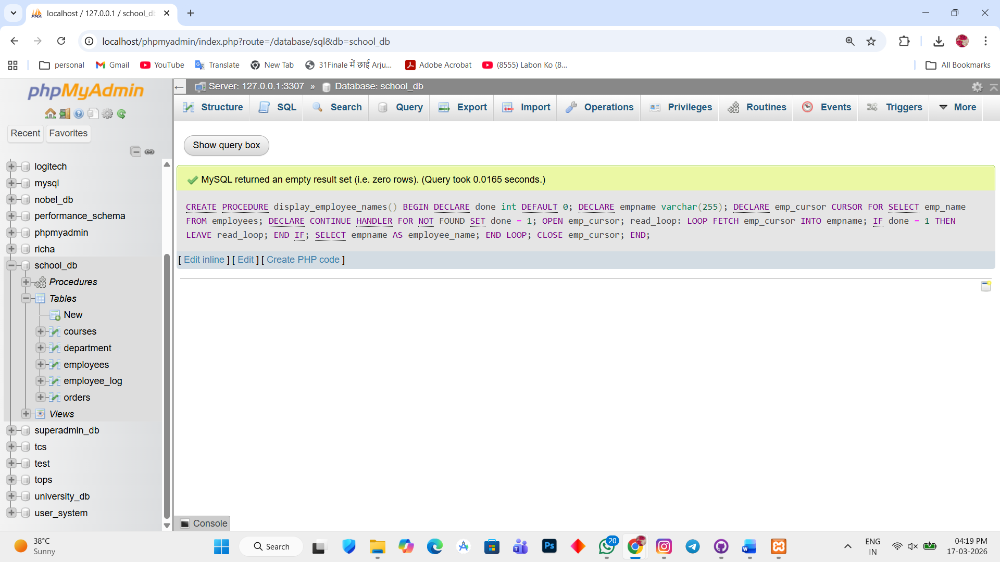 localhost / 127.0.0.1 / school_db
localhost/phpmyadmin/index.php?route=/database/sql&db=school_db
personal Gmail YouTube Translate New Tab 31Finale में छाई Arju... Adobe Acrobat (8555) Labon Ko (8... All Bookmarks
phpMyAdmin
Server: 127.0.0.1:3307 » Database: school_db
Structure SQL Search Query Export Import Operations Privileges Routines Events Triggers More
Recent Favorites
Show query box
logitech
mysql
nobel_db
performance_schema
phpmyadmin
richa
school_db
Procedures
Tables
New
courses
department
employees
employee_log
orders
Views
superadmin_db
tcs
test
tops
university_db
user_system
MySQL returned an empty result set (i.e. zero rows). (Query took 0.0165 seconds.)
CREATE PROCEDURE display_employee_names() BEGIN DECLARE done int DEFAULT 0; DECLARE empname varchar(255); DECLARE emp_cursor CURSOR FOR SELECT emp_name
FROM employees; DECLARE CONTINUE HANDLER FOR NOT FOUND SET done = 1; OPEN emp_cursor; read_loop: LOOP FETCH emp_cursor INTO empname; IF done = 1 THEN
LEAVE read_loop; END IF; SELECT empname AS employee_name; END LOOP; CLOSE emp_cursor; END;
[ Edit inline ] [ Edit ] [ Create PHP code ]
Console
38°C
Sunny
Search
Ps
20
ENG
IN
04:19 PM
17-03-2026